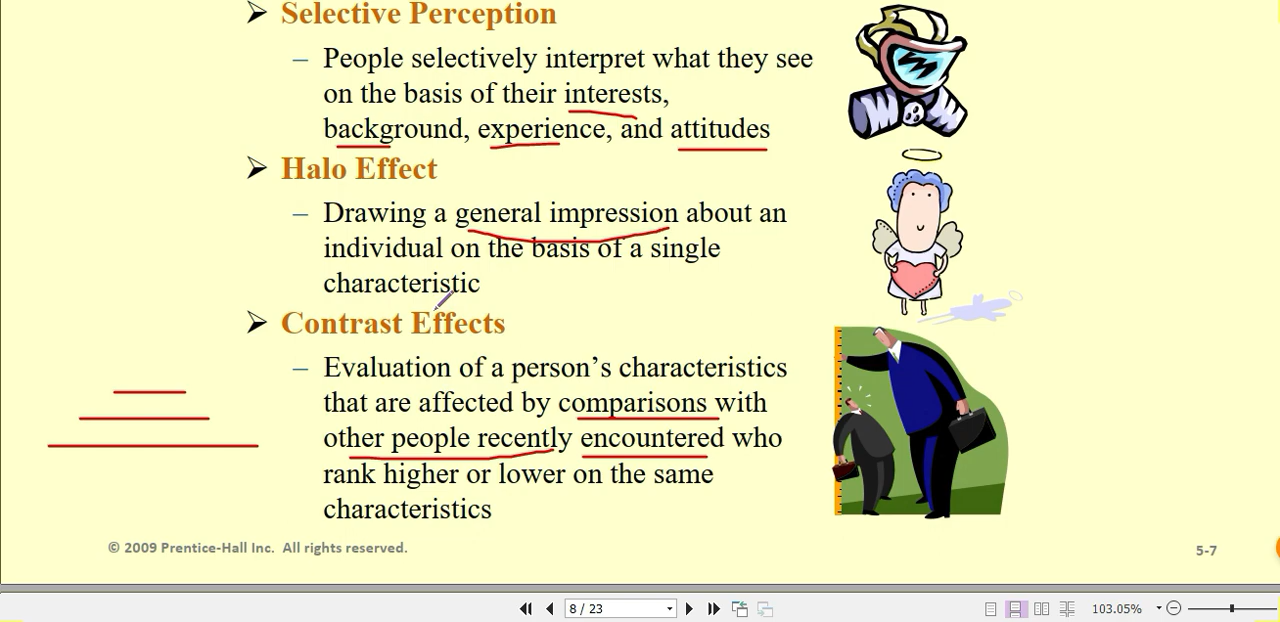 Selective Perception
– People selectively interpret what they see
on the basis of their interests,
background, experience, and attitudes
Halo Effect
– Drawing a general impression about an
individual on the basis of a single
characteristic
Contrast Effects
– Evaluation of a person’s characteristics
that are affected by comparisons with
other people recently encountered who
rank higher or lower on the same
characteristics
© 2009 Prentice-Hall Inc. All rights reserved.
5-7
8 / 23
103.05%